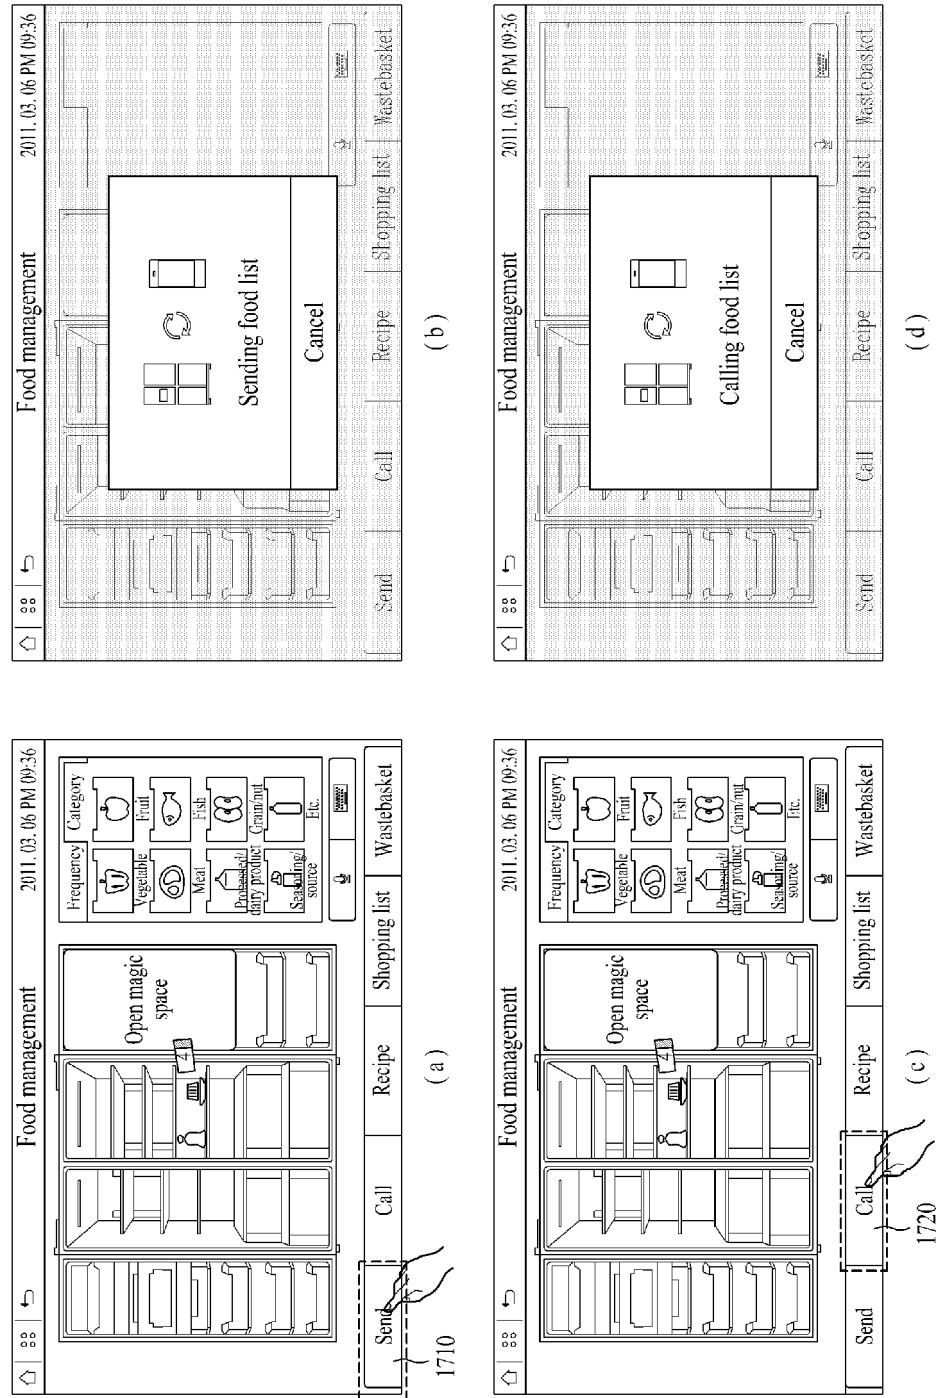 Food management
2011. 03. 06 PM 09:36
Open magic
space
4
Frequency
Category
Vegetable
Fruit
Meat
Fish
Processed/
dairy product
Grain/nut
Seasoning/
source
Etc.
Send
Call
Recipe
Shopping list
Wastebasket
1710
( a )
Food management
2011. 03. 06 PM 09:36
Sending food list
Cancel
Send
Call
Recipe
Shopping list
Wastebasket
( b )
Food management
2011. 03. 06 PM 09:36
Open magic
space
4
Frequency
Category
Vegetable
Fruit
Meat
Fish
Processed/
dairy product
Grain/nut
Seasoning/
source
Etc.
Send
Call
Recipe
Shopping list
Wastebasket
1720
( c )
Food management
2011. 03. 06 PM 09:36
Calling food list
Cancel
Send
Call
Recipe
Shopping list
Wastebasket
( d )